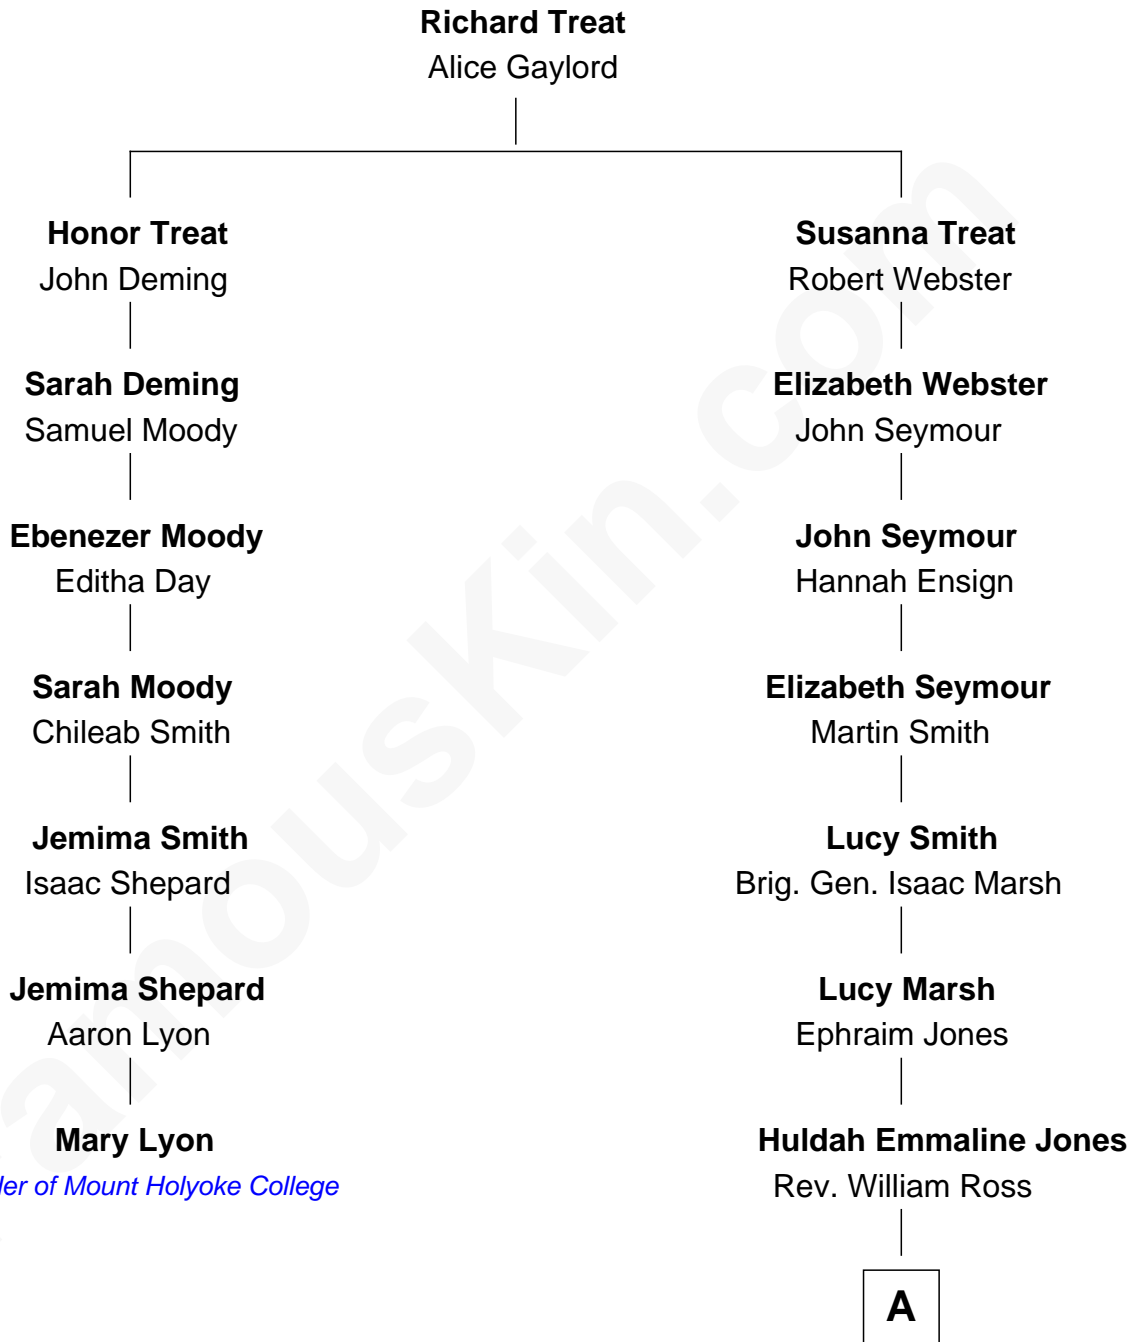 Richard Treat
Alice Gaylord
Honor Treat
John Deming
Susanna Treat
Robert Webster
Sarah Deming
Samuel Moody
Elizabeth Webster
John Seymour
Ebenezer Moody
Editha Day
John Seymour
Hannah Ensign
Sarah Moody
Chileab Smith
Elizabeth Seymour
Martin Smith
Jemima Smith
Isaac Shepard
Lucy Smith
Brig. Gen. Isaac Marsh
Jemima Shepard
Aaron Lyon
Lucy Marsh
Ephraim Jones
Mary Lyon
der of Mount Holyoke College
Huldah Emmaline Jones
Rev. William Ross
A
amousKin.com